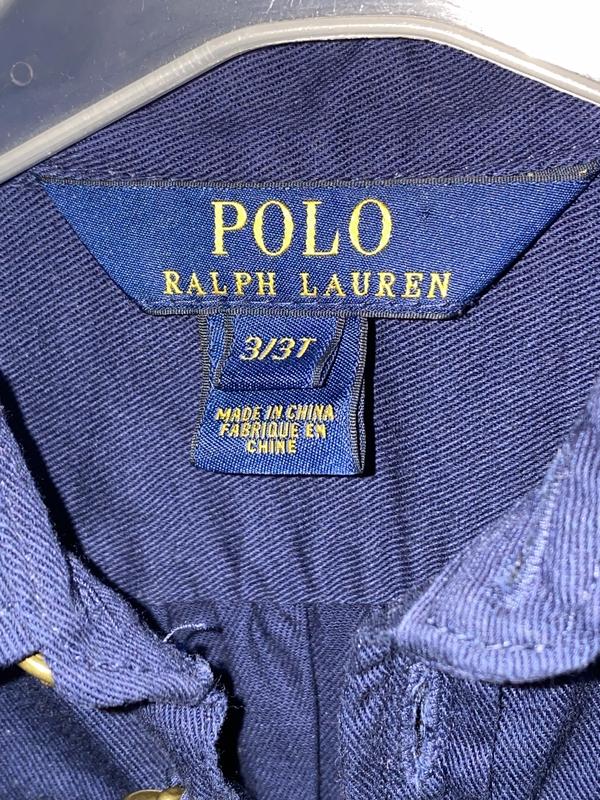 POLO
RALPH LAUREN
3/3T
MADE IN CHINA
FABRIQUE EN
CHINE